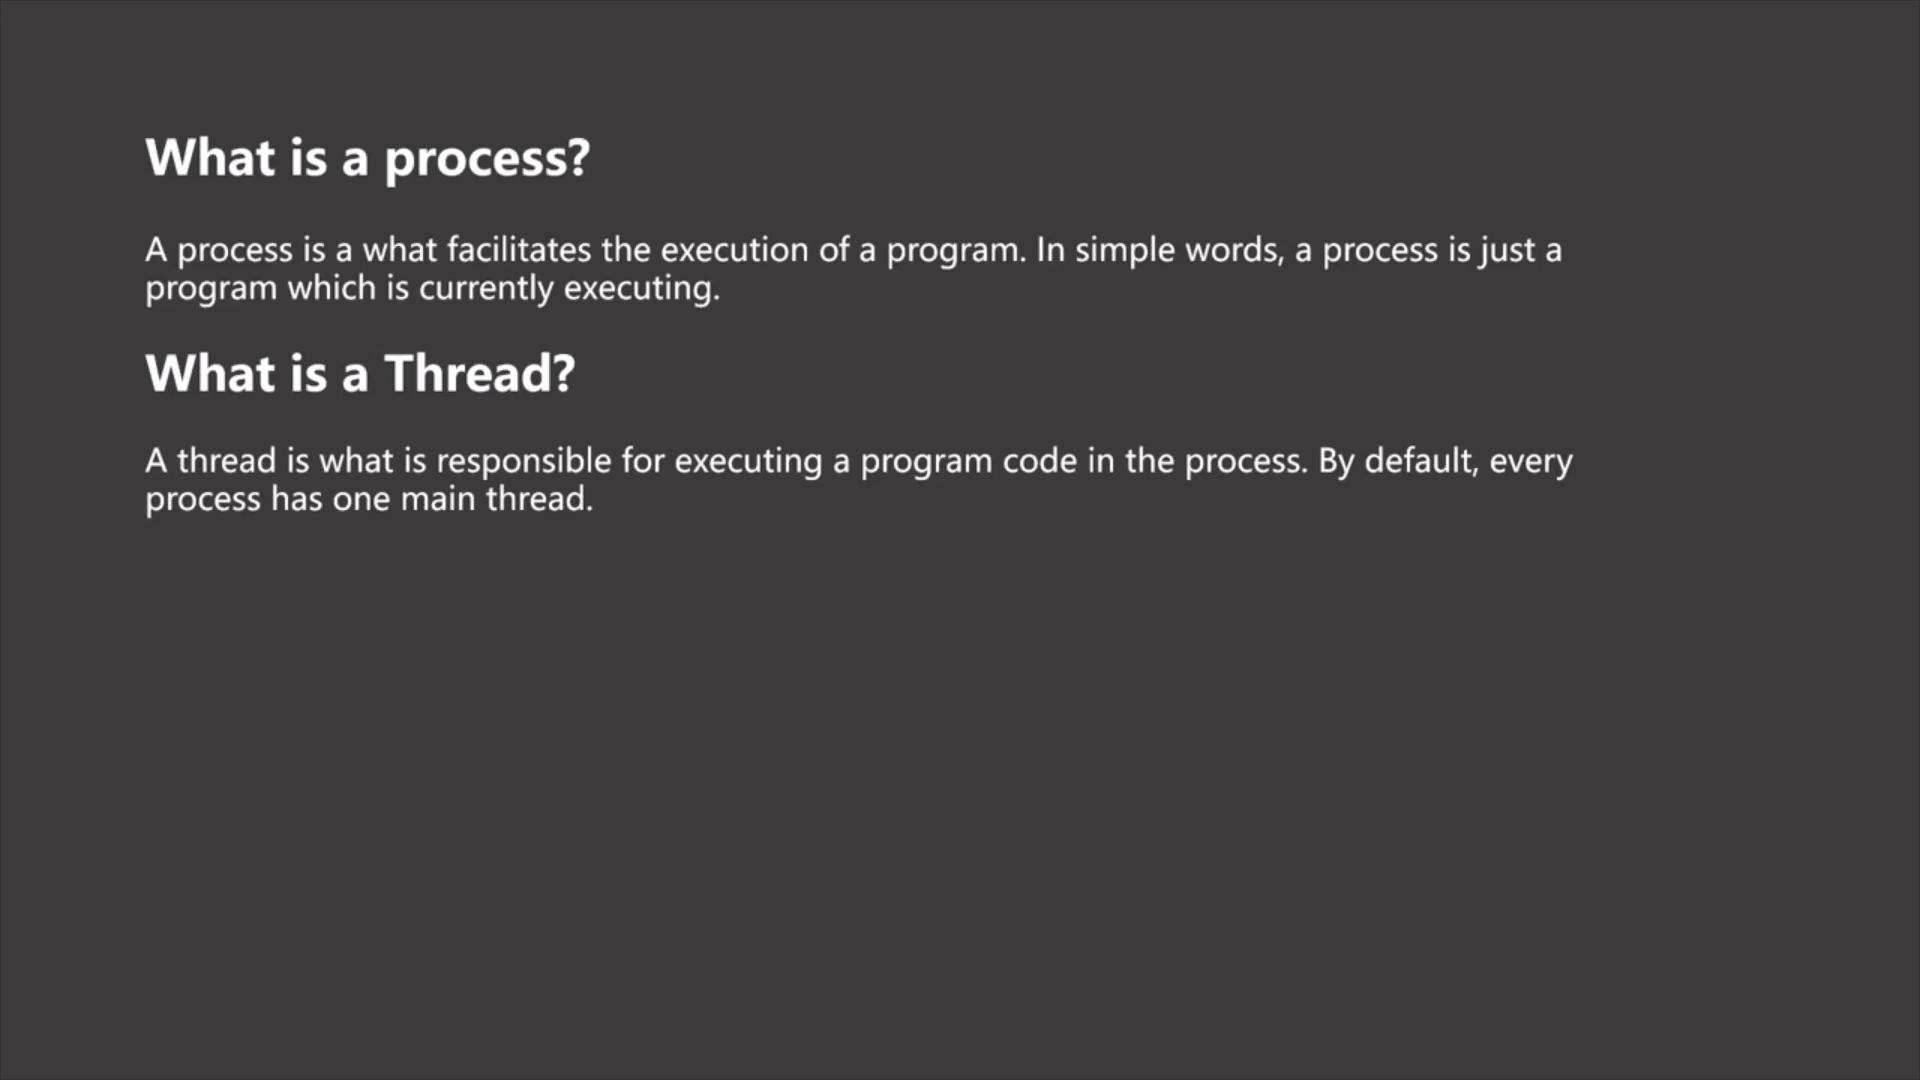 What is a process?
A process is a what facilitates the execution of a program. In simple words, a process is just a
program which is currently executing.
What is a Thread?
A thread is what is responsible for executing a program code in the process. By default, every
process has one main thread.